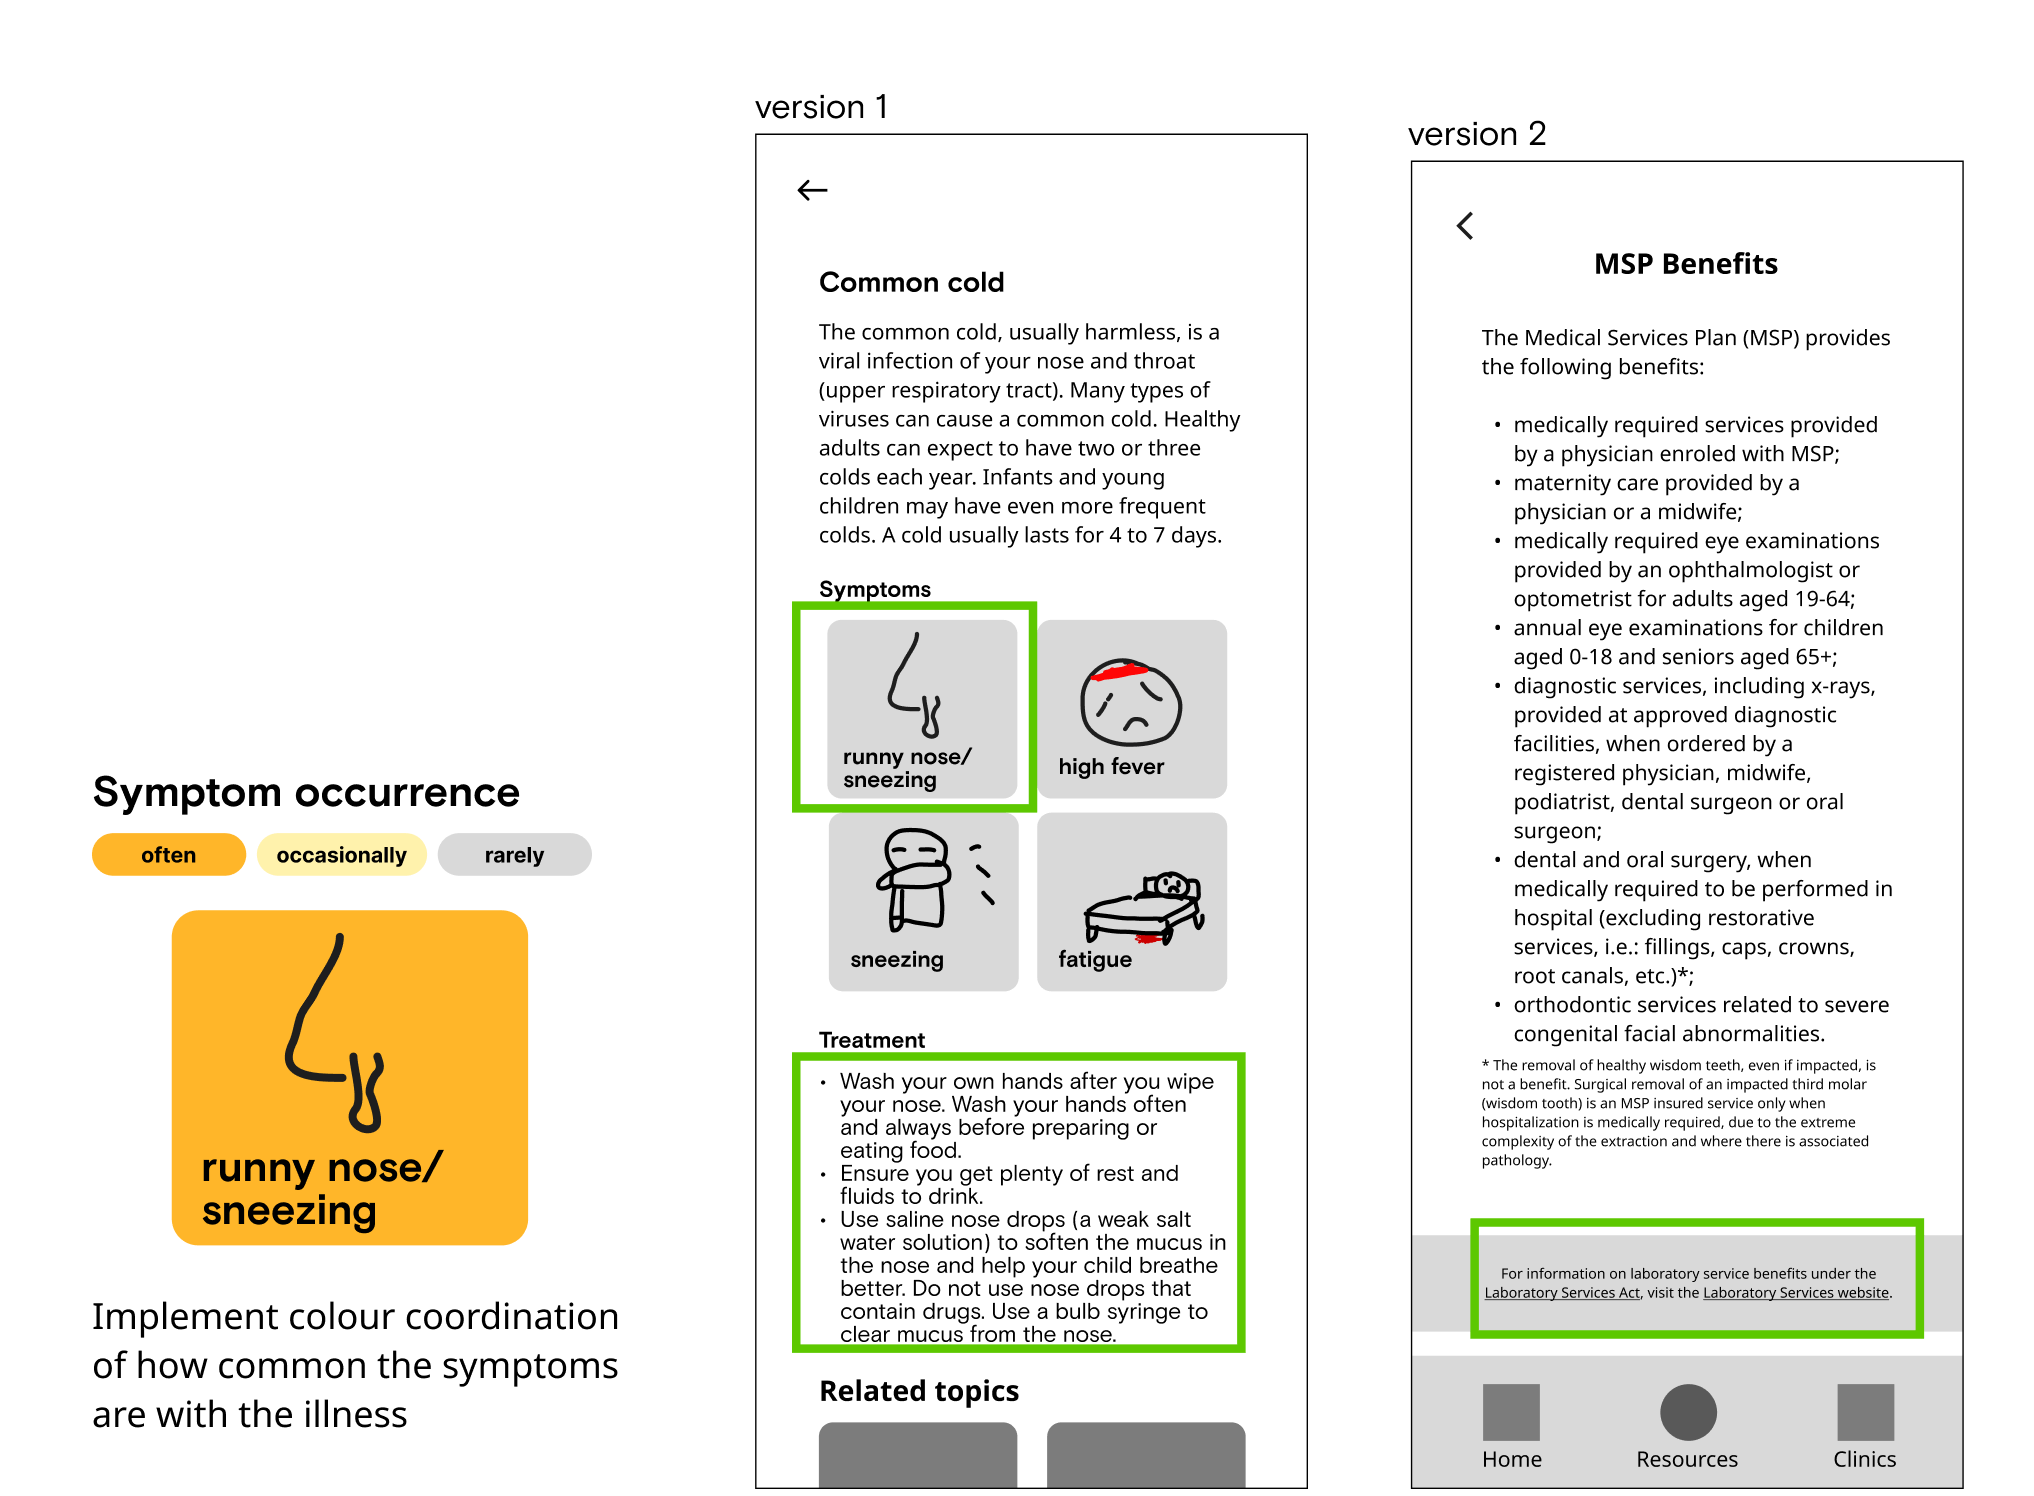 Symptom occurrence
often
occasionally
rarely
runny nose/
sneezing
Implement colour coordination
of how common the symptoms
are with the illness
version 1
Common cold
The common cold, usually harmless, is a
viral infection of your nose and throat
(upper respiratory tract). Many types of
viruses can cause a common cold. Healthy
adults can expect to have two or three
colds each year. Infants and young
children may have even more frequent
colds. A cold usually lasts for 4 to 7 days.
Symptoms
runny nose/
sneezing
high fever
sneezing
fatigue
Treatment
• Wash your own hands after you wipe
your nose. Wash your hands often
and always before preparing or
eating food.
• Ensure you get plenty of rest and
fluids to drink.
• Use saline nose drops (a weak salt
water solution) to soften the mucus in
the nose and help your child breathe
better. Do not use nose drops that
contain drugs. Use a bulb syringe to
clear mucus from the nose.
Related topics
version 2
MSP Benefits
The Medical Services Plan (MSP) provides
the following benefits:
• medically required services provided
by a physician enroled with MSP;
• maternity care provided by a
physician or a midwife;
• medically required eye examinations
provided by an ophthalmologist or
optometrist for adults aged 19-64;
• annual eye examinations for children
aged 0-18 and seniors aged 65+;
• diagnostic services, including x-rays,
provided at approved diagnostic
facilities, when ordered by a
registered physician, midwife,
podiatrist, dental surgeon or oral
surgeon;
• dental and oral surgery, when
medically required to be performed in
hospital (excluding restorative
services, i.e.: fillings, caps, crowns,
root canals, etc.)*;
• orthodontic services related to severe
congenital facial abnormalities.
* The removal of healthy wisdom teeth, even if impacted, is
not a benefit. Surgical removal of an impacted third molar
(wisdom tooth) is an MSP insured service only when
hospitalization is medically required, due to the extreme
complexity of the extraction and where there is associated
pathology.
For information on laboratory service benefits under the
Laboratory Services Act, visit the Laboratory Services website.
Home
Resources
Clinics